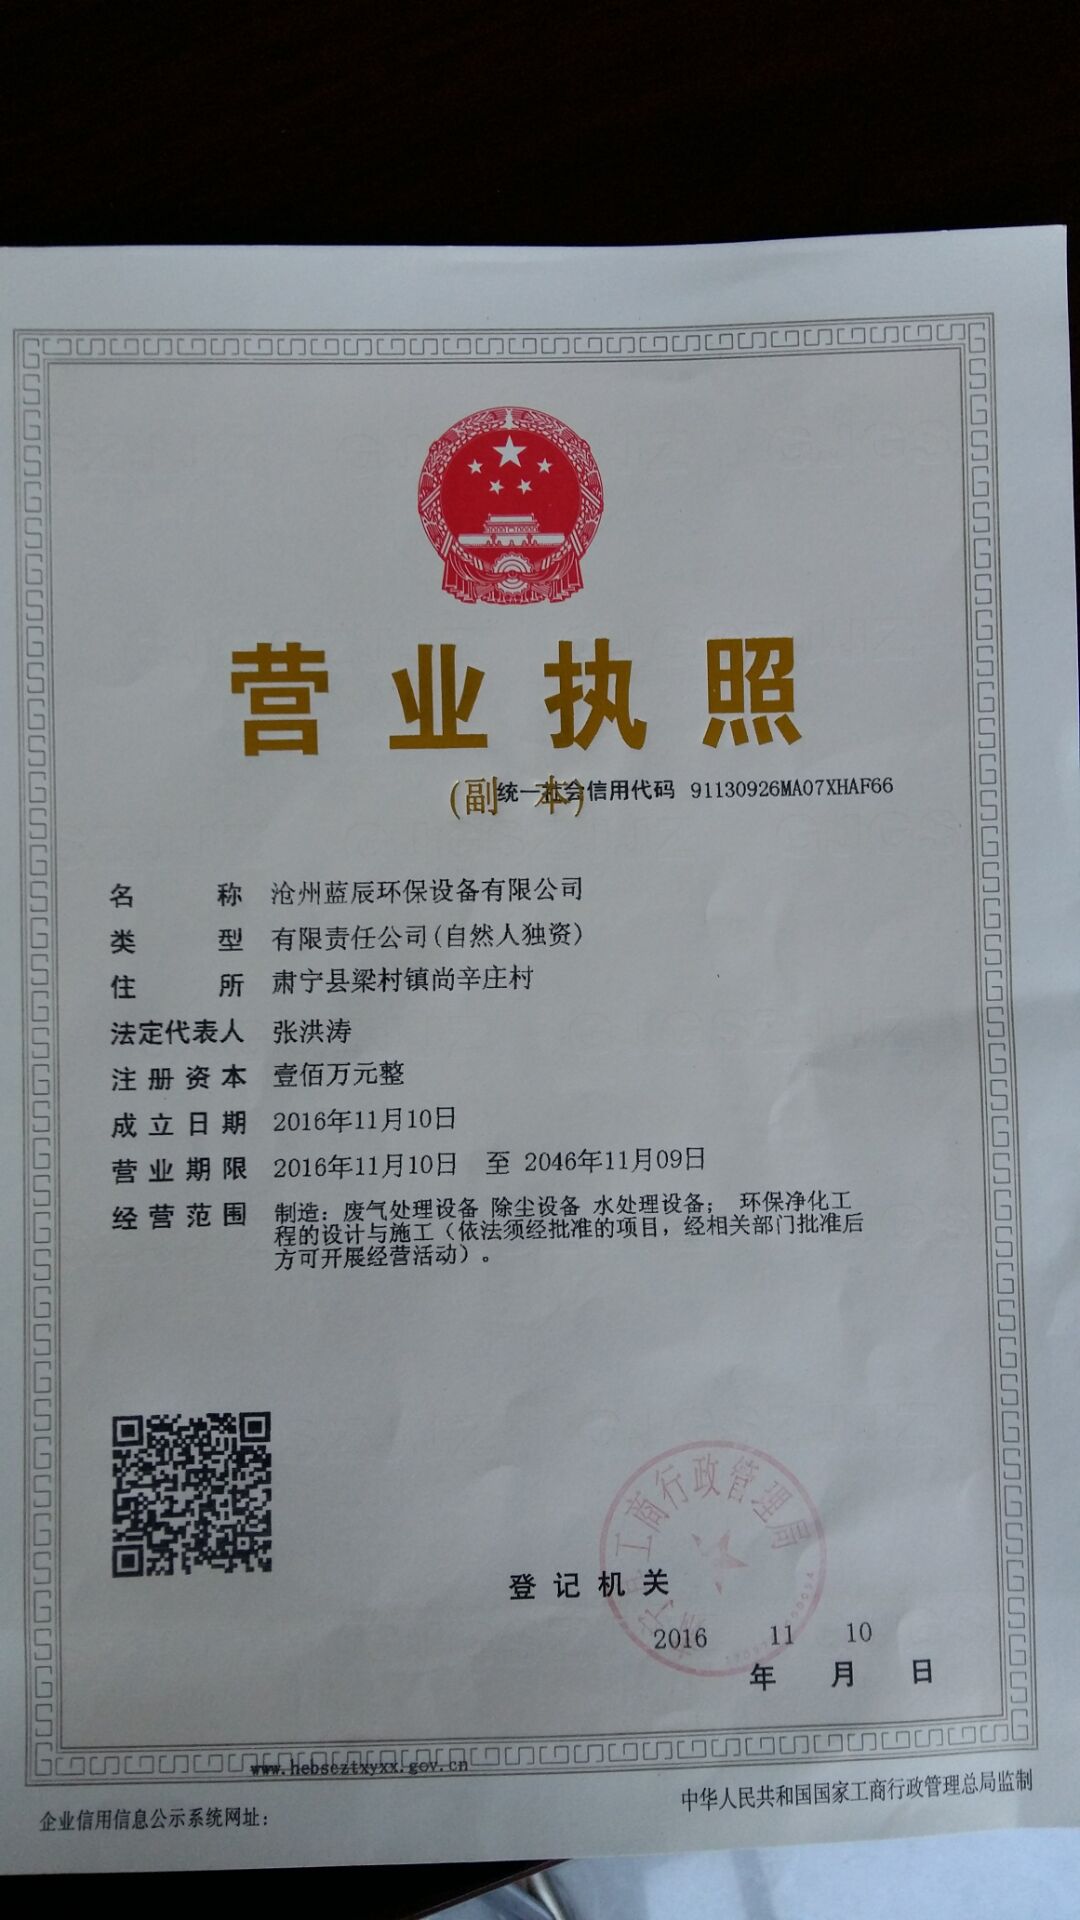 营业执照
(副 本)
统一社会信用代码 91130926MA07XHAF66
名称 沧州蓝辰环保设备有限公司
类型 有限责任公司(自然人独资)
住所 肃宁县梁村镇尚辛庄村
法定代表人 张洪涛
注册资本 壹佰万元整
成立日期 2016年11月10日
营业期限 2016年11月10日 至 2046年11月09日
经营范围 制造：废气处理设备 除尘设备 水处理设备； 环保净化工
程的设计与施工（依法须经批准的项目，经相关部门批准后
方可开展经营活动）。
工商行政管理局
登记机关
2016 11 10
年 月 日
www.hebscztxyxx.gov.cn
企业信用信息公示系统网址：
中华人民共和国国家工商行政管理总局监制